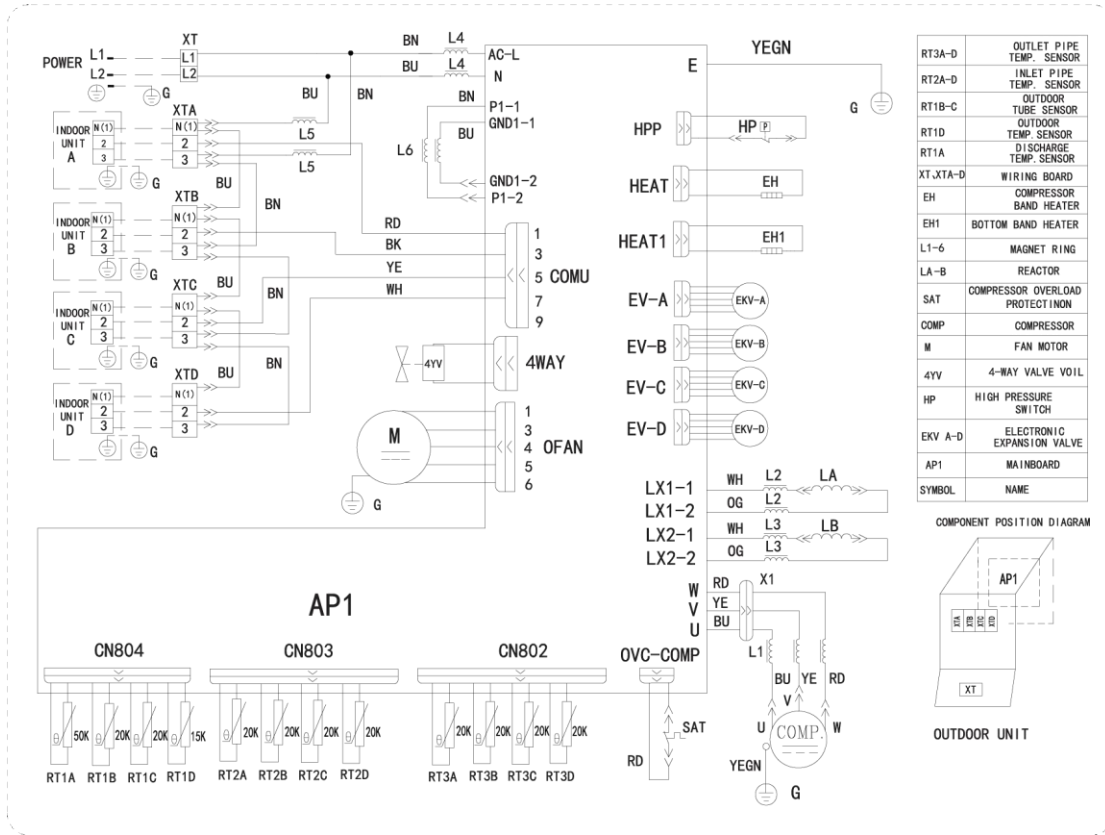 POWER
L1
L2
G
XT
L1
L2
BN
L4
BU
L4
AC-L
N
BU
BN
XTA
INDOOR
UNIT
A
N(1)
2
3
G
N(1)
2
3
L5
L5
BU
BN
XTB
INDOOR
UNIT
B
N(1)
2
3
G
N(1)
2
3
BU
BN
XTC
INDOOR
UNIT
C
N(1)
2
3
G
N(1)
2
3
BU
BN
XTD
INDOOR
UNIT
D
N(1)
2
3
G
N(1)
2
3
BN
P1-1
GND1-1
BU
L6
GND1-2
P1-2
RD
BK
YE
WH
1
3
5
7
9
COMU
4YV
4WAY
M
G
1
3
4
5
6
OFAN
E
YEGN
G
HPP
HP
P
HEAT
EH
HEAT1
EH1
EV-A
EKV-A
EV-B
EKV-B
EV-C
EKV-C
EV-D
EKV-D
LX1-1
WH
L2
LA
LX1-2
OG
L2
LX2-1
WH
L3
LB
LX2-2
OG
L3
W
RD
X1
V
YE
U
BU
L1
BU
YE
RD
V
U
W
COMP.
YEGN
G
AP1
CN804
50K
20K
20K
15K
RT1A
RT1B
RT1C
RT1D
CN803
20K
20K
20K
20K
RT2A
RT2B
RT2C
RT2D
CN802
20K
20K
20K
20K
RT3A
RT3B
RT3C
RT3D
OVC-COMP
SAT
RD
RT3A-D
OUTLET PIPE
TEMP. SENSOR
RT2A-D
INLET PIPE
TEMP. SENSOR
RT1B-C
OUTDOOR
TUBE SENSOR
RT1D
OUTDOOR
TEMP. SENSOR
RT1A
DISCHARGE
TEMP. SENSOR
XT.XTA-D
WIRING BOARD
EH
COMPRESSOR
BAND HEATER
EH1
BOTTOM BAND HEATER
L1-6
MAGNET RING
LA-B
REACTOR
SAT
COMPRESSOR OVERLOAD
PROTECTINON
COMP
COMPRESSOR
M
FAN MOTOR
4YV
4-WAY VALVE VOIL
HP
HIGH PRESSURE
SWITCH
EKV A-D
ELECTRONIC
EXPANSION VALVE
AP1
MAINBOARD
SYMBOL
NAME
COMPONENT POSITION DIAGRAM
AP1
XTA
XTB
XTC
XTD
XT
OUTDOOR UNIT